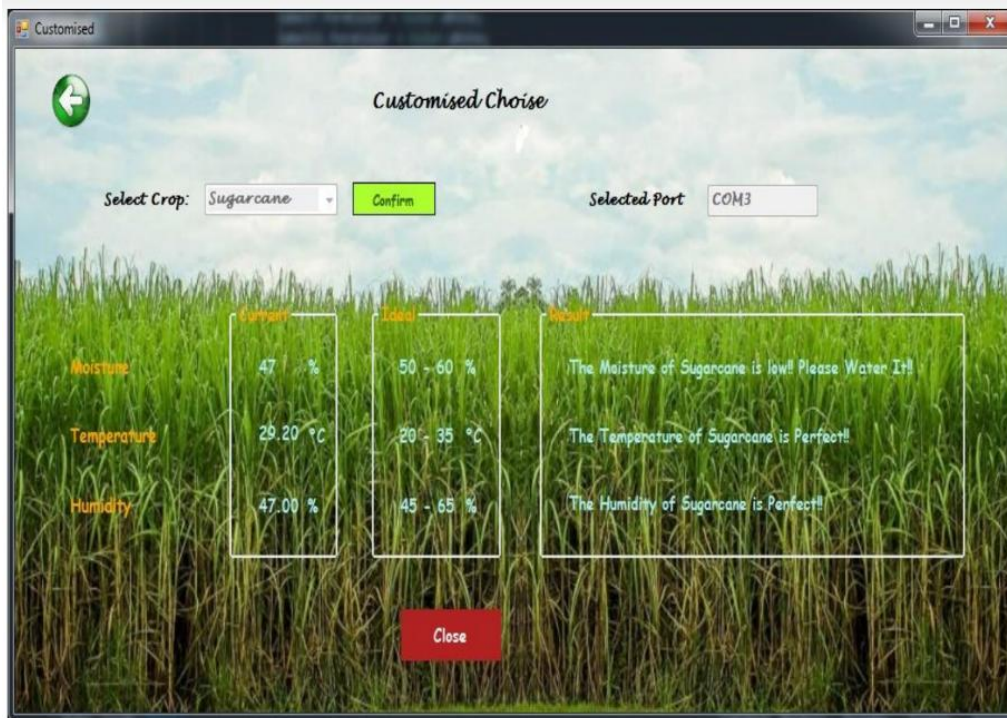 Customised
Customised Choise
Select Crop: Sugarcane Confirm Selected Port COM3
Current Ideal Result
Moisture 47 % 50 - 60 % The Moisture of Sugarcane is low!! Please Water It!!
Temperature 29.20 °C 20 - 35 °C The Temperature of Sugarcane is Perfect!!
Humidity 47.00 % 45 - 65 % The Humidity of Sugarcane is Perfect!!
Close